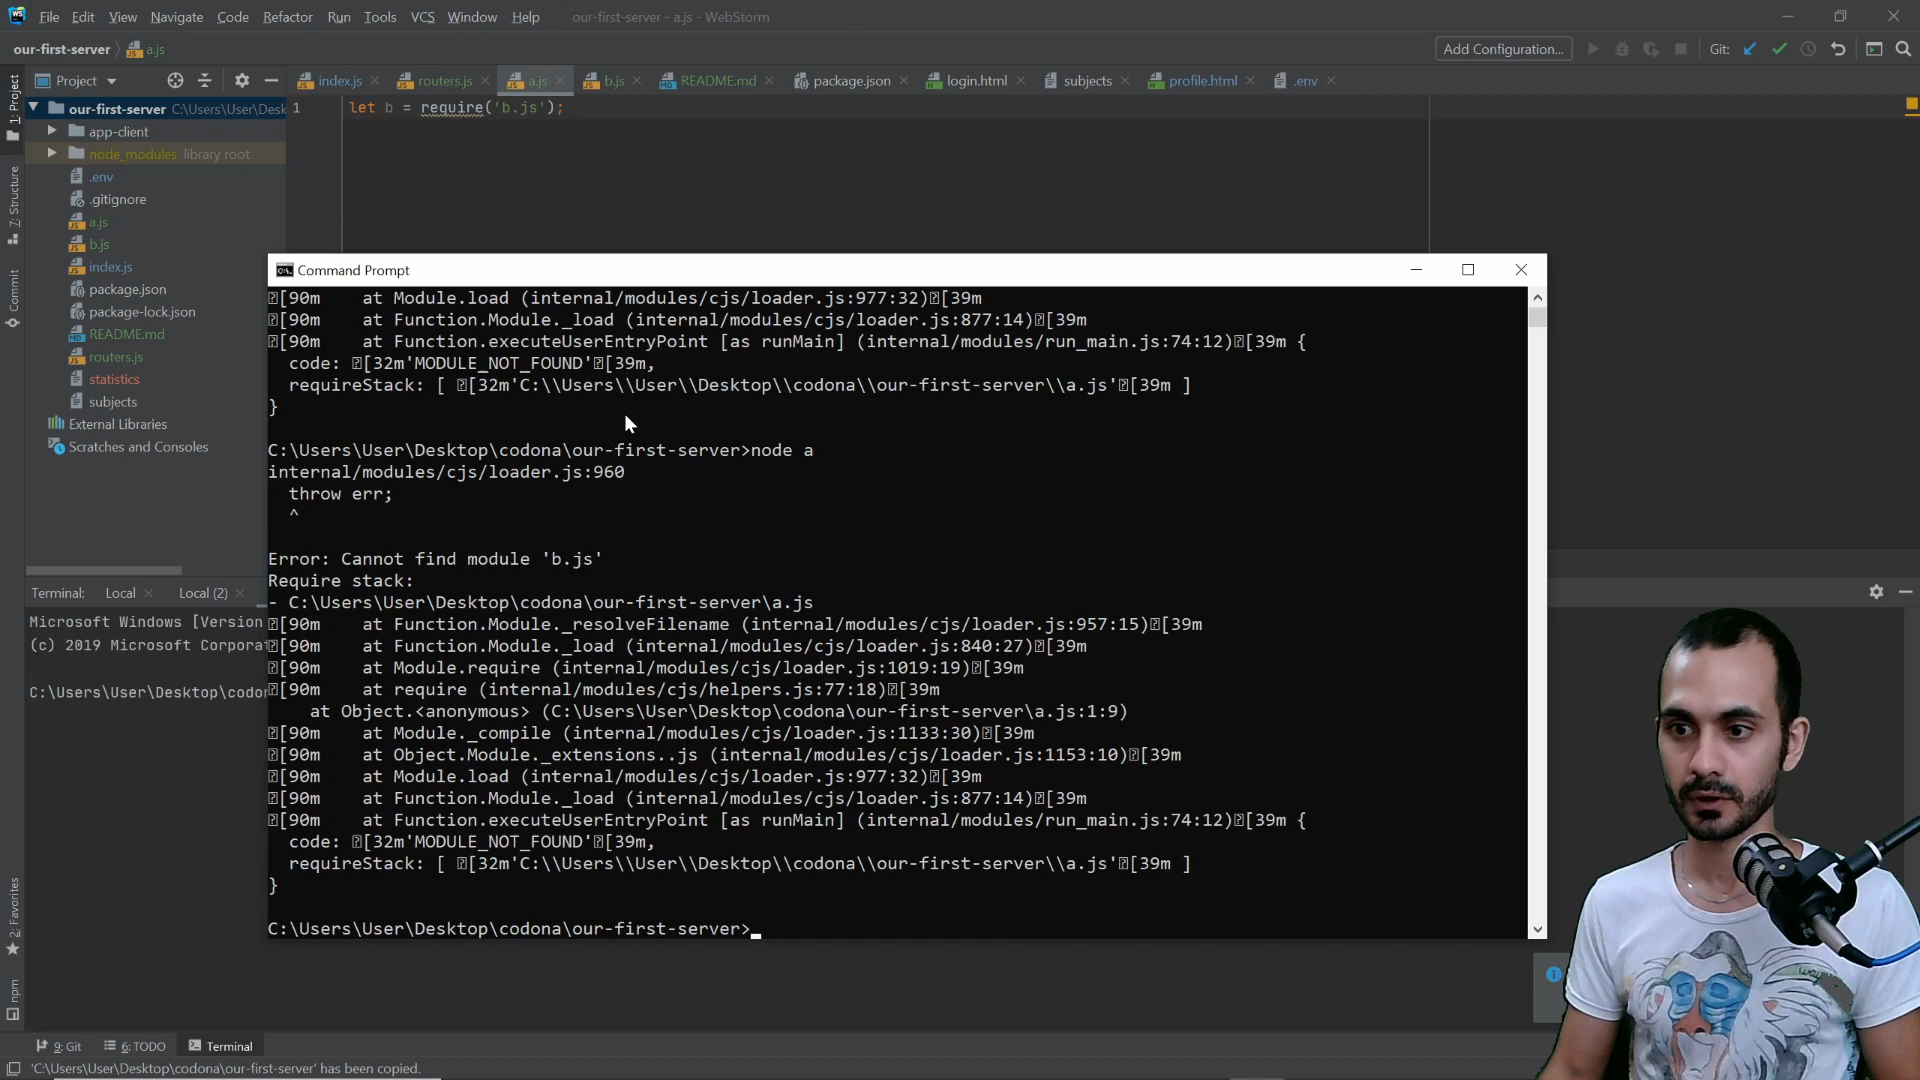 WS File Edit View Navigate Code Refactor Run Tools VCS Window Help our-first-server - a.js - WebStorm
our-first-server a.js Add Configuration... Git:
Project index.js routers.js a.js b.js README.md package.json login.html subjects profile.html .env
1: Project
our-first-server C:\Users\User\Desk
1 let b = require('b.js');
app-client
node_modules library root
.env
7: Structure
.gitignore
a.js
b.js
index.js
Commit
package.json
package-lock.json
README.md
routers.js
statistics
subjects
External Libraries
Scratches and Consoles
Command Prompt
[90m    at Module.load (internal/modules/cjs/loader.js:977:32)[39m
[90m    at Function.Module._load (internal/modules/cjs/loader.js:877:14)[39m
[90m    at Function.executeUserEntryPoint [as runMain] (internal/modules/run_main.js:74:12)[39m {
code: [32m'MODULE_NOT_FOUND'[39m,
requireStack: [ [32m'C:\\Users\\User\\Desktop\\codona\\our-first-server\\a.js'[39m ]
}
C:\Users\User\Desktop\codona\our-first-server>node a
internal/modules/cjs/loader.js:960
throw err;
^
Error: Cannot find module 'b.js'
Require stack:
- C:\Users\User\Desktop\codona\our-first-server\a.js
[90m    at Function.Module._resolveFilename (internal/modules/cjs/loader.js:957:15)[39m
[90m    at Function.Module._load (internal/modules/cjs/loader.js:840:27)[39m
[90m    at Module.require (internal/modules/cjs/loader.js:1019:19)[39m
[90m    at require (internal/modules/cjs/helpers.js:77:18)[39m
at Object.<anonymous> (C:\Users\User\Desktop\codona\our-first-server\a.js:1:9)
[90m    at Module._compile (internal/modules/cjs/loader.js:1133:30)[39m
[90m    at Object.Module._extensions..js (internal/modules/cjs/loader.js:1153:10)[39m
[90m    at Module.load (internal/modules/cjs/loader.js:977:32)[39m
[90m    at Function.Module._load (internal/modules/cjs/loader.js:877:14)[39m
[90m    at Function.executeUserEntryPoint [as runMain] (internal/modules/run_main.js:74:12)[39m {
code: [32m'MODULE_NOT_FOUND'[39m,
requireStack: [ [32m'C:\\Users\\User\\Desktop\\codona\\our-first-server\\a.js'[39m ]
}
C:\Users\User\Desktop\codona\our-first-server>
Terminal: Local Local (2)
Microsoft Windows [Version
(c) 2019 Microsoft Corporat
C:\Users\User\Desktop\codon
2: Favorites
npm
9: Git 6: TODO Terminal
'C:\Users\User\Desktop\codona\our-first-server' has been copied.